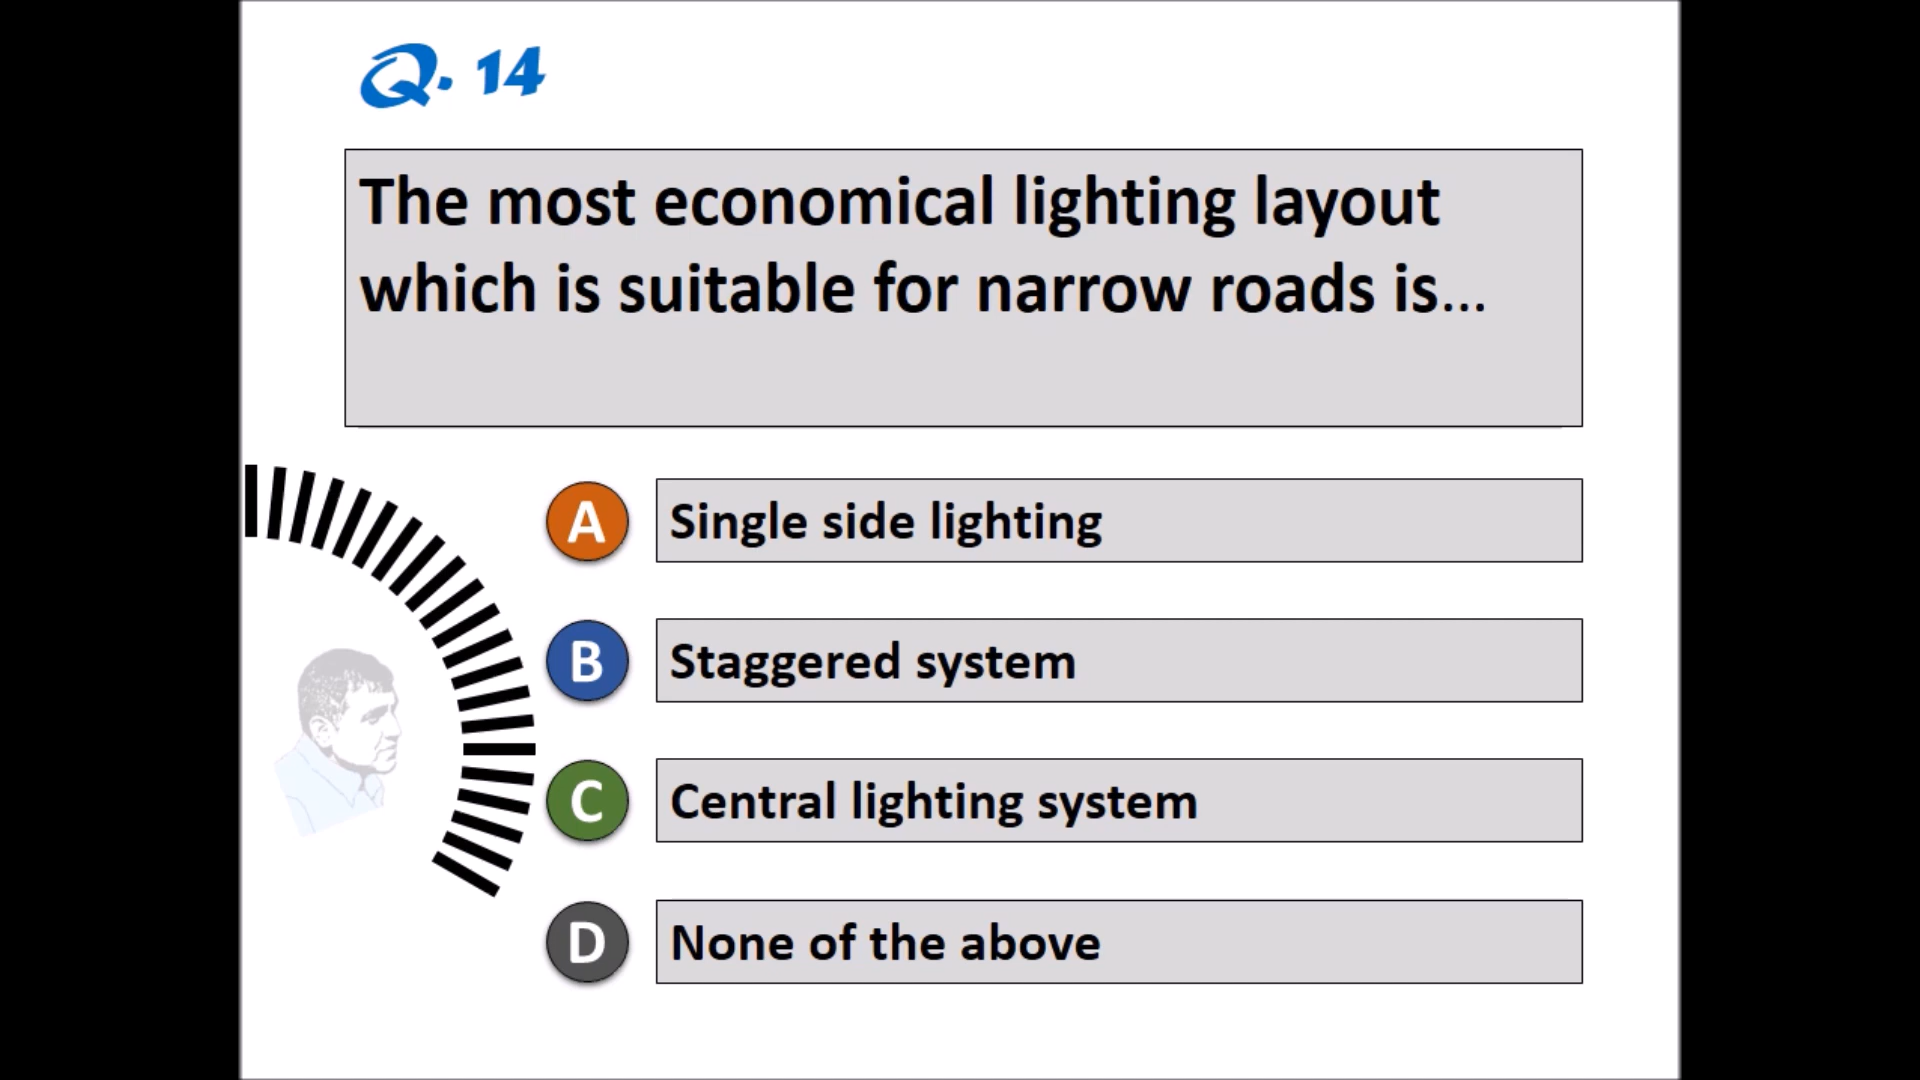 Q. 14
The most economical lighting layout
which is suitable for narrow roads is...
A Single side lighting
B Staggered system
C Central lighting system
D None of the above